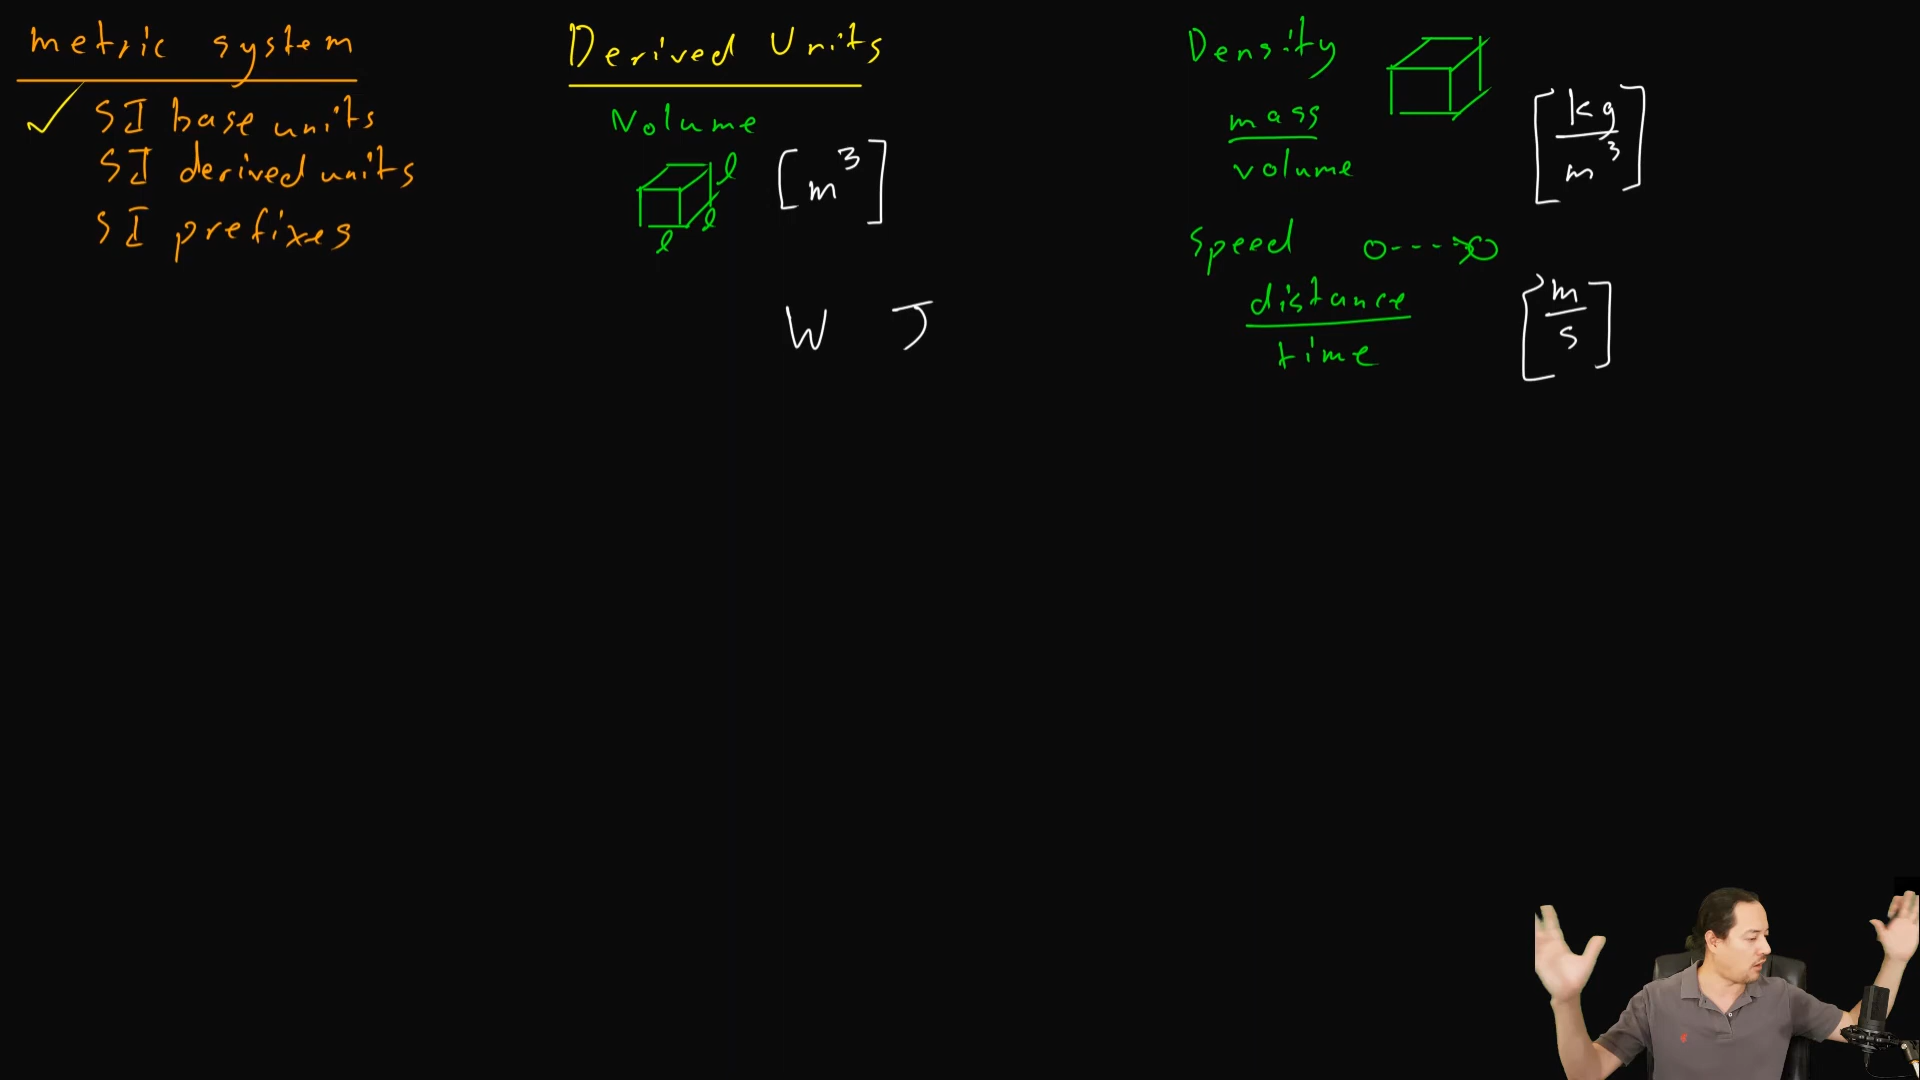 metric system
SI base units
SI derived units
SI prefixes
Derived Units
Volume
l
l
l
[m³]
W J
Density
mass
volume
[kg
m³]
Speed
distance
time
[m
s]